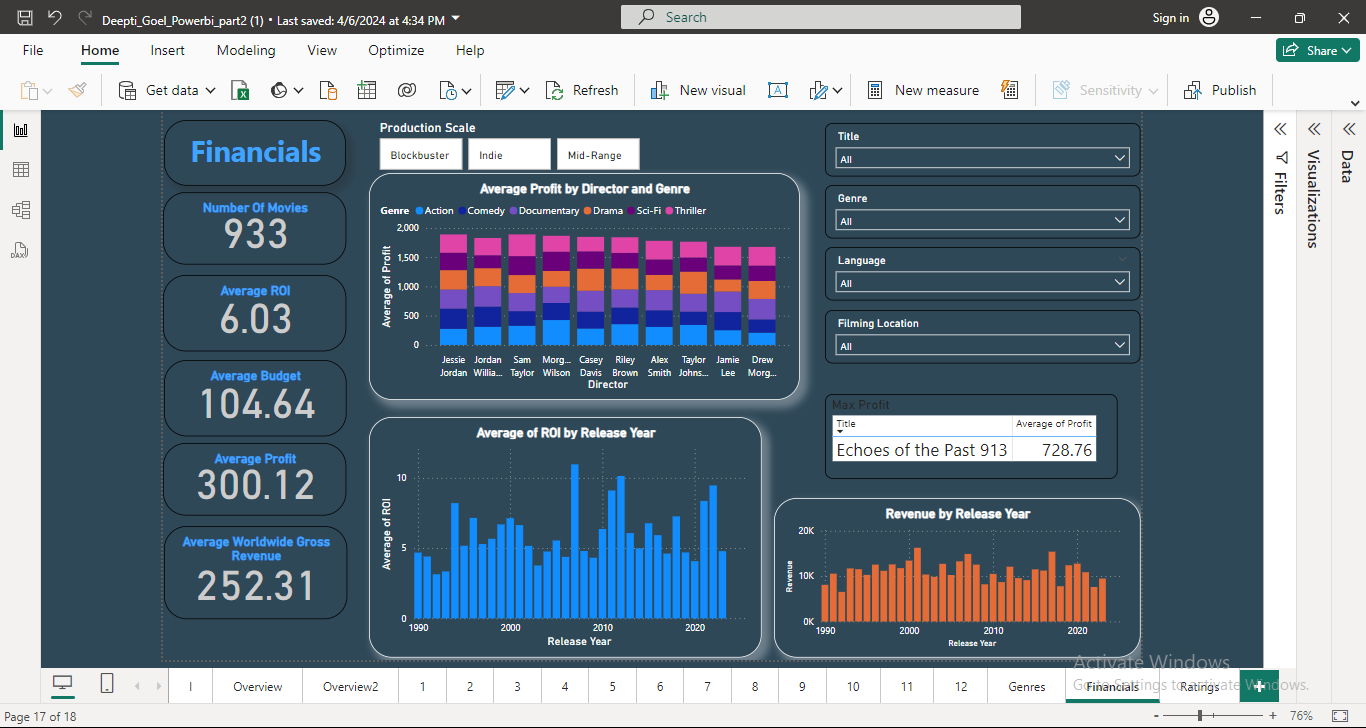 Deepti_Goel_Powerbi_part2 (1) • Last saved: 4/6/2024 at 4:34 PM
Search
Sign in
File Home Insert Modeling View Optimize Help
Share
Get data
Refresh
New visual
New measure
Sensitivity
Publish
Financials
Number Of Movies
933
Average ROI
6.03
Average Budget
104.64
Average Profit
300.12
Average Worldwide Gross
Revenue
252.31
Production Scale
Blockbuster Indie Mid-Range
Average Profit by Director and Genre
Genre Action Comedy Documentary Drama Sci-Fi Thriller
Average of Profit
2,000
1,500
1,000
500
0
Jessie Jordan Sam Morg... Casey Riley Alex Taylor Jamie Drew
Jordan Willia... Taylor Wilson Davis Brown Smith Johns... Lee Morg...
Director
Average of ROI by Release Year
Average of ROI
10
5
0
1990 2000 2010 2020
Release Year
Title
All
Genre
All
Language
All
Filming Location
All
Max Profit
Title Average of Profit
Echoes of the Past 913 728.76
Revenue by Release Year
Revenue
20K
10K
0K
1990 2000 2010 2020
Release Year
Filters
Visualizations
Data
DAX
Activate Windows
Go to Settings to activate Windows.
I Overview Overview2 1 2 3 4 5 6 7 8 9 10 11 12 Genres Financials Ratings +
Page 17 of 18
- + 76%